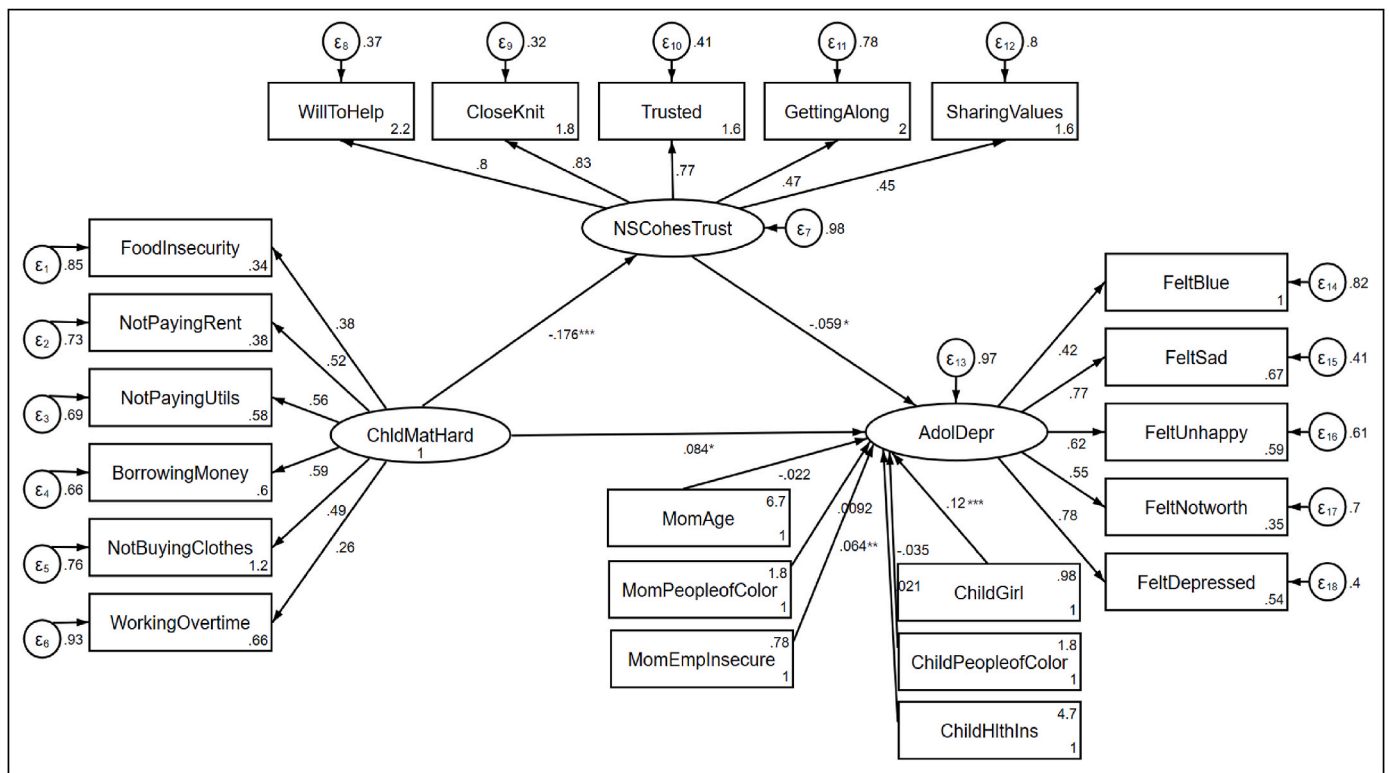 ε8 .37
ε9 .32
ε10 .41
ε11 .78
ε12 .8
WillToHelp
2.2
CloseKnit
1.8
Trusted
1.6
GettingAlong
2
SharingValues
1.6
.8
.83
.77
.47
.45
NSCohesTrust
ε7 .98
ε1 .85
FoodInsecurity
.34
ε2 .73
NotPayingRent
.38
ε3 .69
NotPayingUtils
.58
ε4 .66
BorrowingMoney
.6
ε5 .76
NotBuyingClothes
1.2
ε6 .93
WorkingOvertime
.66
.38
.52
.56
.59
.49
.26
ChldMatHard
1
-.176***
-.059*
.084*
ε13 .97
AdolDepr
.42
.77
.62
.55
.78
FeltBlue
1
ε14 .82
FeltSad
.67
ε15 .41
FeltUnhappy
.59
ε16 .61
FeltNotworth
.35
ε17 .7
FeltDepressed
.54
ε18 .4
-.022
.0092
.064**
.12***
-.035
.021
6.7
MomAge
1
1.8
MomPeopleofColor
1
.78
MomEmpInsecure
1
.98
ChildGirl
1
1.8
ChildPeopleofColor
1
4.7
ChildHlthIns
1